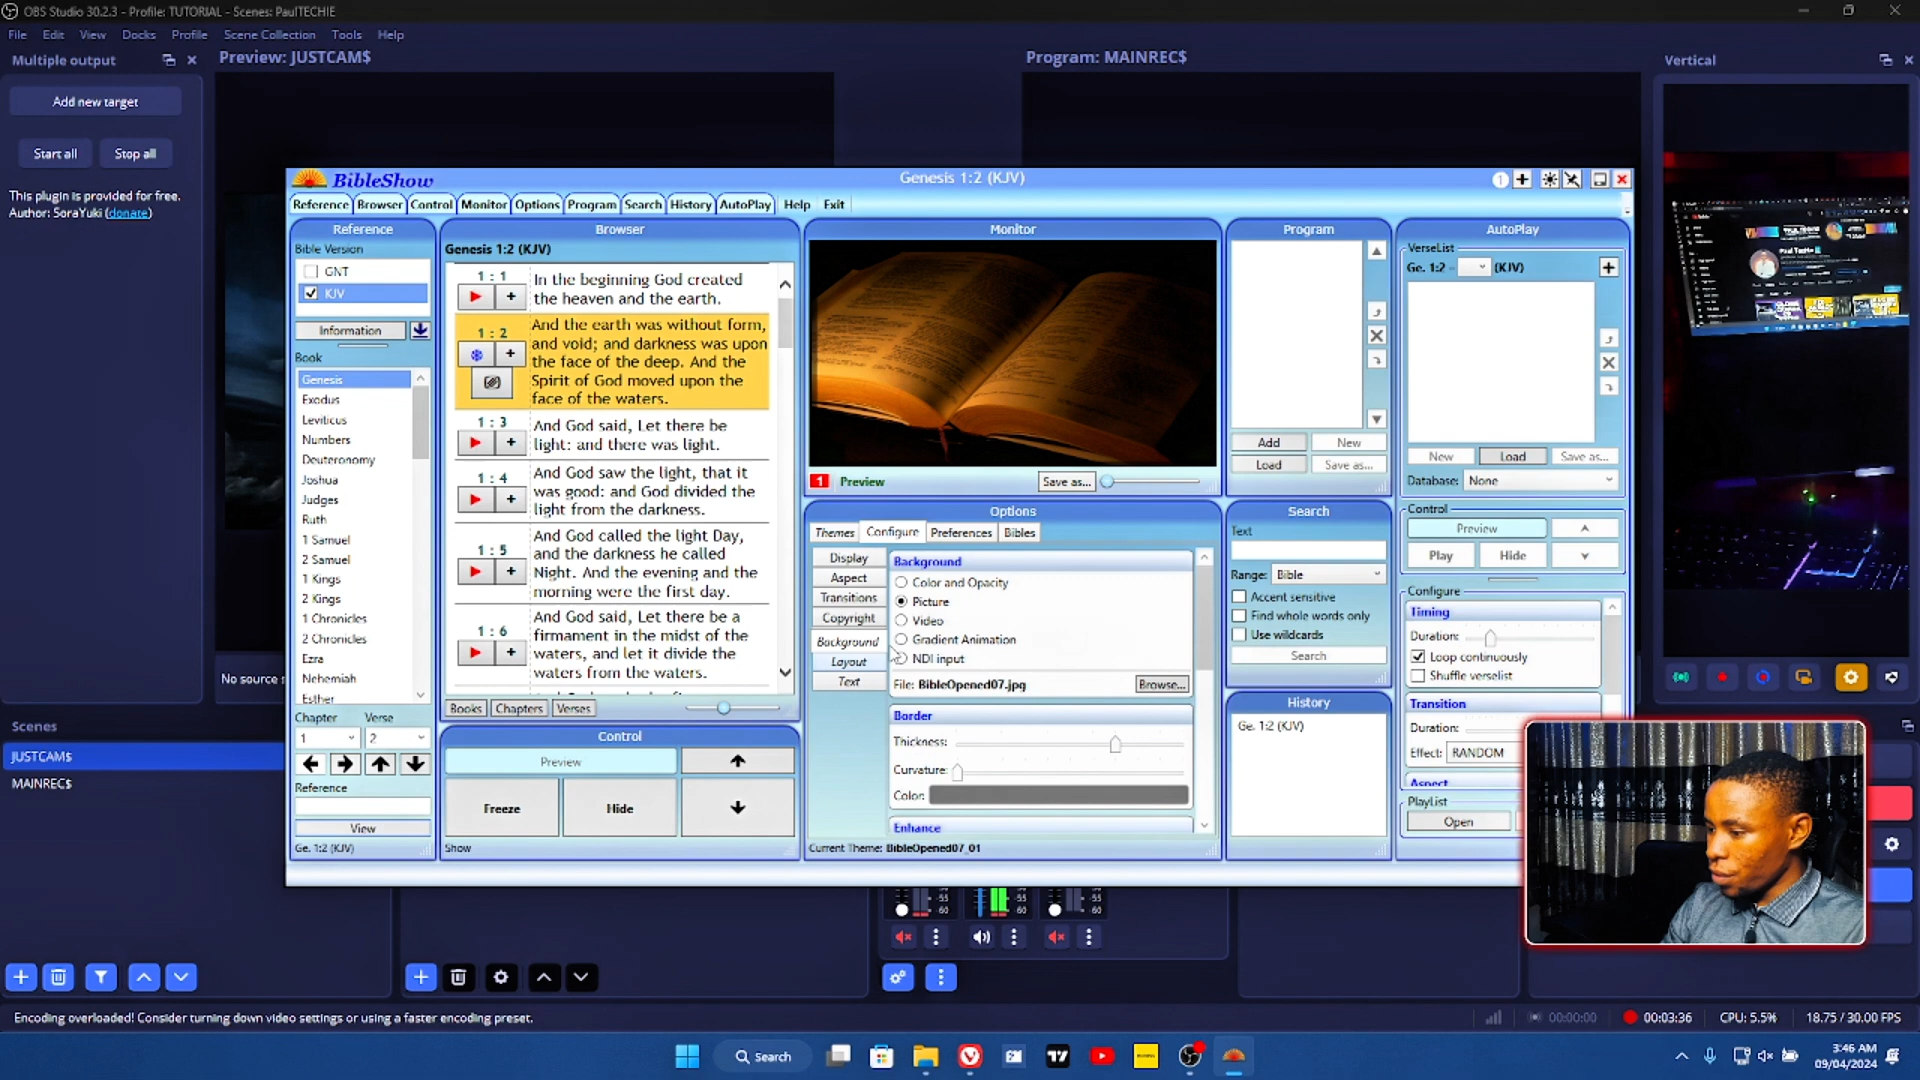 OBS Studio 30.2.3 - Profile: TUTORIAL - Scenes: PaulTECHIE
File Edit View Docks Profile Scene Collection Tools Help
Multiple output
Add new target
Start all Stop all
This plugin is provided for free.
Author: SoraYuki (donate)
Preview: JUSTCAM$
Program: MAINREC$
Vertical
BibleShow
Genesis 1:2 (KJV)
1
Reference Browser Control Monitor Options Program Search History AutoPlay Help Exit
Reference
Bible Version
GNT
KJV
Information
Book
Genesis
Exodus
Leviticus
Numbers
Deuteronomy
Joshua
Judges
Ruth
1 Samuel
2 Samuel
1 Kings
2 Kings
1 Chronicles
2 Chronicles
Ezra
Nehemiah
Esther
Chapter Verse
1 2
Reference
View
Ge. 1:2 (KJV)
Browser
Genesis 1:2 (KJV)
1 : 1
In the beginning God created
the heaven and the earth.
1 : 2
And the earth was without form,
and void; and darkness was upon
the face of the deep. And the
Spirit of God moved upon the
face of the waters.
1 : 3
And God said, Let there be
light: and there was light.
1 : 4
And God saw the light, that it
was good: and God divided the
light from the darkness.
1 : 5
And God called the light Day,
and the darkness he called
Night. And the evening and the
morning were the first day.
1 : 6
And God said, Let there be a
firmament in the midst of the
waters, and let it divide the
waters from the waters.
Books Chapters Verses
Control
Preview
Freeze Hide
Show
Monitor
1 Preview Save as...
Options
Themes Configure Preferences Bibles
Display
Aspect
Transitions
Copyright
Background
Layout
Text
Background
Color and Opacity
Picture
Video
Gradient Animation
NDI input
File: BibleOpened07.jpg Browse...
Border
Thickness:
Curvature:
Color:
Enhance
Current Theme: BibleOpened07_01
Program
Add New
Load Save as...
Search
Text
Range: Bible
Accent sensitive
Find whole words only
Use wildcards
Search
History
Ge. 1:2 (KJV)
AutoPlay
VerseList
Ge. 1:2 - (KJV)
New Load Save as...
Database: None
Control
Preview
Play Hide
Configure
Timing
Duration:
Loop continuously
Shuffle verselist
Transition
Duration:
Effect: RANDOM
Aspect
PlayList
Open
No source s
Scenes
JUSTCAM$
MAINREC$
-55 -55 -55
-60 -60 -60
Encoding overloaded! Consider turning down video settings or using a faster encoding preset.
00:00:00 00:03:36 CPU: 5.5% 18.75 / 30.00 FPS
Search
3:46 AM
09/04/2024